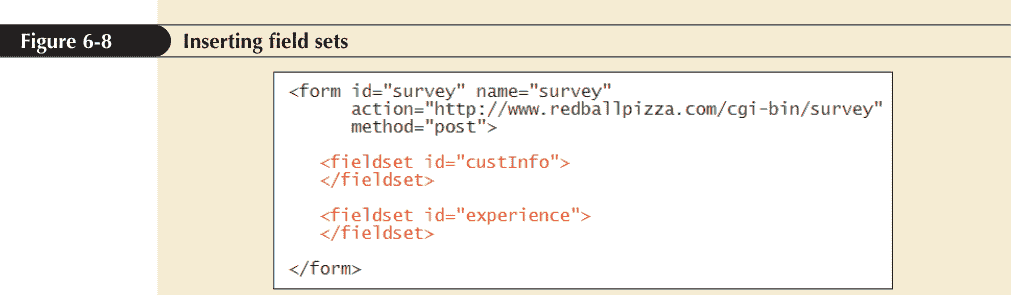 Figure 6-8 Inserting field sets
<form id="survey" name="survey"
action="http://www.redballpizza.com/cgi-bin/survey"
method="post">
<fieldset id="custInfo">
</fieldset>
<fieldset id="experience">
</fieldset>
</form>